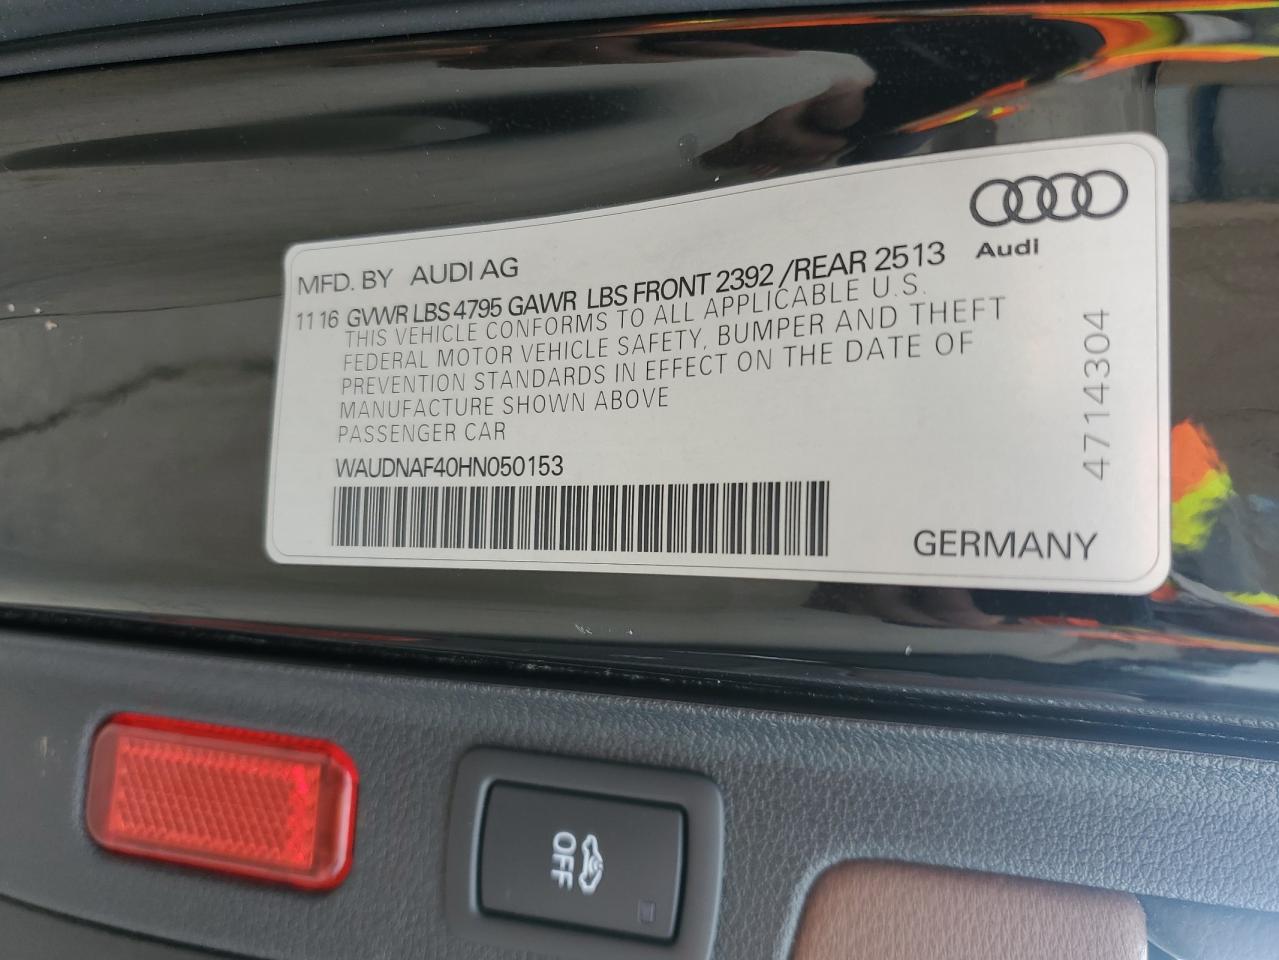 Audi
MFD. BY AUDI AG
11 16 GVWR LBS 4795 GAWR LBS FRONT 2392 /REAR 2513
THIS VEHICLE CONFORMS TO ALL APPLICABLE U.S.
FEDERAL MOTOR VEHICLE SAFETY, BUMPER AND THEFT
PREVENTION STANDARDS IN EFFECT ON THE DATE OF
MANUFACTURE SHOWN ABOVE
PASSENGER CAR
WAUDNAF40HN050153
GERMANY
4714304
OFF